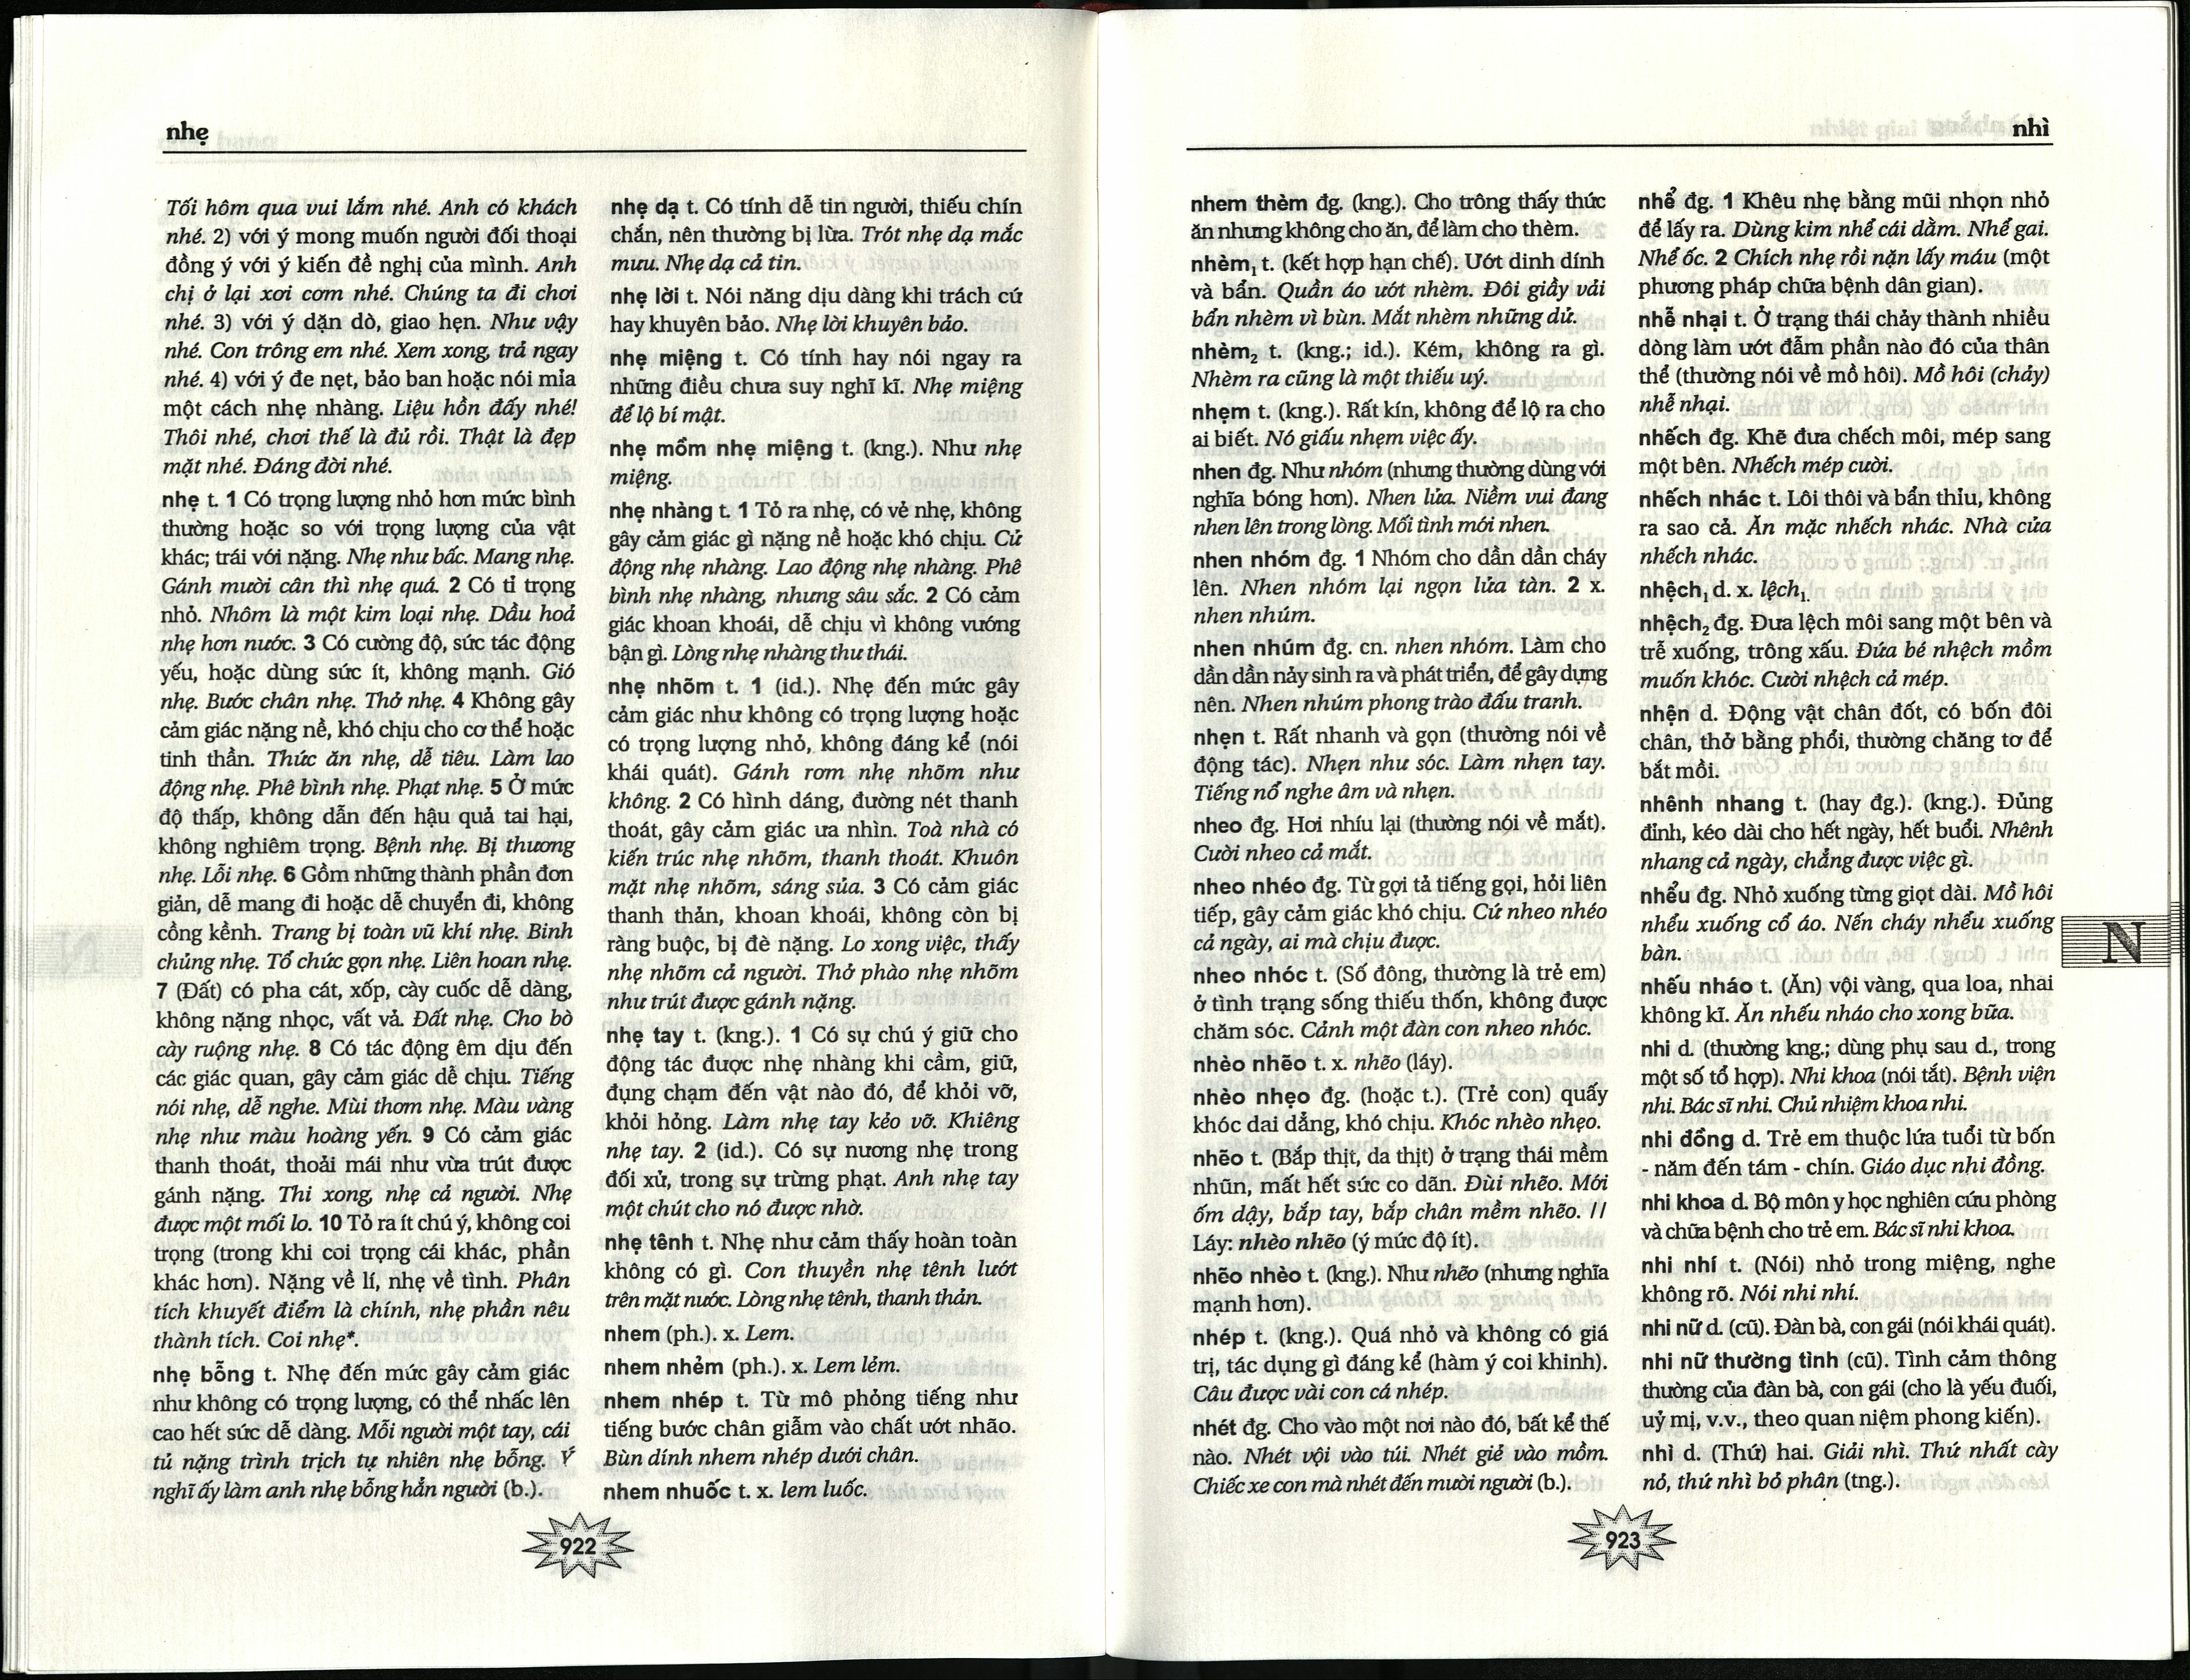 nhẹ
Tối hôm qua vui lắm nhé. Anh có khách
nhé. 2) với ý mong muốn người đối thoại
đồng ý với ý kiến đề nghị của mình. Anh
chị ở lại xơi cơm nhé. Chúng ta đi chơi
nhé. 3) với ý dặn dò, giao hẹn. Như vậy
nhé. Con trông em nhé. Xem xong, trả ngay
nhé. 4) với ý đe nẹt, bảo ban hoặc nói mỉa
một cách nhẹ nhàng. Liệu hồn đấy nhé!
Thôi nhé, chơi thế là đủ rồi. Thật là đẹp
mặt nhé. Đáng đời nhé.
nhẹ t. 1 Có trọng lượng nhỏ hơn mức bình
thường hoặc so với trọng lượng của vật
khác; trái với nặng. Nhẹ như bấc. Mang nhẹ.
Gánh mười cân thì nhẹ quá. 2 Có tỉ trọng
nhỏ. Nhôm là một kim loại nhẹ. Dầu hoả
nhẹ hơn nước. 3 Có cường độ, sức tác động
yếu, hoặc dùng sức ít, không mạnh. Gió
nhẹ. Bước chân nhẹ. Thở nhẹ. 4 Không gây
cảm giác nặng nề, khó chịu cho cơ thể hoặc
tinh thần. Thức ăn nhẹ, dễ tiêu. Làm lao
động nhẹ. Phê bình nhẹ. Phạt nhẹ. 5 Ở mức
độ thấp, không dẫn đến hậu quả tai hại,
không nghiêm trọng. Bệnh nhẹ. Bị thương
nhẹ. Lỗi nhẹ. 6 Gồm những thành phần đơn
giản, dễ mang đi hoặc dễ chuyển đi, không
cồng kềnh. Trang bị toàn vũ khí nhẹ. Binh
chủng nhẹ. Tổ chức gọn nhẹ. Liên hoan nhẹ.
7 (Đất) có pha cát, xốp, cày cuốc dễ dàng,
không nặng nhọc, vất vả. Đất nhẹ. Cho bò
cày ruộng nhẹ. 8 Có tác động êm dịu đến
các giác quan, gây cảm giác dễ chịu. Tiếng
nói nhẹ, dễ nghe. Mùi thơm nhẹ. Màu vàng
nhẹ như màu hoàng yến. 9 Có cảm giác
thanh thoát, thoải mái như vừa trút được
gánh nặng. Thi xong, nhẹ cả người. Nhẹ
được một mối lo. 10 Tỏ ra ít chú ý, không coi
trọng (trong khi coi trọng cái khác, phần
khác hơn). Nặng về lí, nhẹ về tình. Phân
tích khuyết điểm là chính, nhẹ phần nêu
thành tích. Coi nhẹ*.
nhẹ bỗng t. Nhẹ đến mức gây cảm giác
như không có trọng lượng, có thể nhấc lên
cao hết sức dễ dàng. Mỗi người một tay, cái
tủ nặng trình trịch tự nhiên nhẹ bỗng. Ý
nghĩ ấy làm anh nhẹ bỗng hẳn người (b.).
nhẹ dạ t. Có tính dễ tin người, thiếu chín
chắn, nên thường bị lừa. Trót nhẹ dạ mắc
mưu. Nhẹ dạ cả tin.
nhẹ lời t. Nói năng dịu dàng khi trách cứ
hay khuyên bảo. Nhẹ lời khuyên bảo.
nhẹ miệng t. Có tính hay nói ngay ra
những điều chưa suy nghĩ kĩ. Nhẹ miệng
để lộ bí mật.
nhẹ mồm nhẹ miệng t. (kng.). Như nhẹ
miệng.
nhẹ nhàng t. 1 Tỏ ra nhẹ, có vẻ nhẹ, không
gây cảm giác gì nặng nề hoặc khó chịu. Cử
động nhẹ nhàng. Lao động nhẹ nhàng. Phê
bình nhẹ nhàng, nhưng sâu sắc. 2 Có cảm
giác khoan khoái, dễ chịu vì không vướng
bận gì. Lòng nhẹ nhàng thư thái.
nhẹ nhõm t. 1 (id.). Nhẹ đến mức gây
cảm giác như không có trọng lượng hoặc
có trọng lượng nhỏ, không đáng kể (nói
khái quát). Gánh rơm nhẹ nhõm như
không. 2 Có hình dáng, đường nét thanh
thoát, gây cảm giác ưa nhìn. Toà nhà có
kiến trúc nhẹ nhõm, thanh thoát. Khuôn
mặt nhẹ nhõm, sáng sủa. 3 Có cảm giác
thanh thản, khoan khoái, không còn bị
ràng buộc, bị đè nặng. Lo xong việc, thấy
nhẹ nhõm cả người. Thở phào nhẹ nhõm
như trút được gánh nặng.
nhẹ tay t. (kng.). 1 Có sự chú ý giữ cho
động tác được nhẹ nhàng khi cầm, giữ,
đụng chạm đến vật nào đó, để khỏi vỡ,
khỏi hỏng. Làm nhẹ tay kẻo vỡ. Khiêng
nhẹ tay. 2 (id.). Có sự nương nhẹ trong
đối xử, trong sự trừng phạt. Anh nhẹ tay
một chút cho nó được nhờ.
nhẹ tênh t. Nhẹ như cảm thấy hoàn toàn
không có gì. Con thuyền nhẹ tênh lướt
trên mặt nước. Lòng nhẹ tênh, thanh thản.
nhem (ph.). x. Lem.
nhem nhẻm (ph.). x. Lem lẻm.
nhem nhép t. Từ mô phỏng tiếng như
tiếng bước chân giẫm vào chất ướt nhão.
Bùn dính nhem nhép dưới chân.
nhem nhuốc t. x. lem luốc.
922
nhì
nhem thèm đg. (kng.). Cho trông thấy thức
ăn nhưng không cho ăn, để làm cho thèm.
nhèm₁ t. (kết hợp hạn chế). Ướt dinh dính
và bẩn. Quần áo ướt nhèm. Đôi giầy vải
bẩn nhèm vì bùn. Mắt nhèm những dử.
nhèm₂ t. (kng.; id.). Kém, không ra gì.
Nhèm ra cũng là một thiếu uý.
nhẹm t. (kng.). Rất kín, không để lộ ra cho
ai biết. Nó giấu nhẹm việc ấy.
nhen đg. Như nhóm (nhưng thường dùng với
nghĩa bóng hơn). Nhen lửa. Niềm vui đang
nhen lên trong lòng. Mối tình mới nhen.
nhen nhóm đg. 1 Nhóm cho dần dần cháy
lên. Nhen nhóm lại ngọn lửa tàn. 2 x.
nhen nhúm.
nhen nhúm đg. cn. nhen nhóm. Làm cho
dần dần nảy sinh ra và phát triển, để gây dựng
nên. Nhen nhúm phong trào đấu tranh.
nhẹn t. Rất nhanh và gọn (thường nói về
động tác). Nhẹn như sóc. Làm nhẹn tay.
Tiếng nổ nghe âm và nhẹn.
nheo đg. Hơi nhíu lại (thường nói về mắt).
Cười nheo cả mắt.
nheo nhéo đg. Từ gợi tả tiếng gọi, hỏi liên
tiếp, gây cảm giác khó chịu. Cứ nheo nhéo
cả ngày, ai mà chịu được.
nheo nhóc t. (Số đông, thường là trẻ em)
ở tình trạng sống thiếu thốn, không được
chăm sóc. Cảnh một đàn con nheo nhóc.
nhèo nhẽo t. x. nhẽo (láy).
nhèo nhẹo đg. (hoặc t.). (Trẻ con) quấy
khóc dai dẳng, khó chịu. Khóc nhèo nhẹo.
nhẽo t. (Bắp thịt, da thịt) ở trạng thái mềm
nhũn, mất hết sức co dãn. Đùi nhẽo. Mới
ốm dậy, bắp tay, bắp chân mềm nhẽo. //
Láy: nhèo nhẽo (ý mức độ ít).
nhẽo nhèo t. (kng.). Như nhẽo (nhưng nghĩa
mạnh hơn).
nhép t. (kng.). Quá nhỏ và không có giá
trị, tác dụng gì đáng kể (hàm ý coi khinh).
Câu được vài con cá nhép.
nhét đg. Cho vào một nơi nào đó, bất kể thế
nào. Nhét vội vào túi. Nhét giẻ vào mồm.
Chiếc xe con mà nhét đến mười người (b.).
nhể đg. 1 Khêu nhẹ bằng mũi nhọn nhỏ
để lấy ra. Dùng kim nhể cái dằm. Nhể gai.
Nhể ốc. 2 Chích nhẹ rồi nặn lấy máu (một
phương pháp chữa bệnh dân gian).
nhễ nhại t. Ở trạng thái chảy thành nhiều
dòng làm ướt đẫm phần nào đó của thân
thể (thường nói về mồ hôi). Mồ hôi (chảy)
nhễ nhại.
nhếch đg. Khẽ đưa chếch môi, mép sang
một bên. Nhếch mép cười.
nhếch nhác t. Lôi thôi và bẩn thỉu, không
ra sao cả. Ăn mặc nhếch nhác. Nhà cửa
nhếch nhác.
nhệch₁ d. x. lệch₁.
nhệch₂ đg. Đưa lệch môi sang một bên và
trễ xuống, trông xấu. Đứa bé nhệch mồm
muốn khóc. Cười nhệch cả mép.
nhện d. Động vật chân đốt, có bốn đôi
chân, thở bằng phổi, thường chăng tơ để
bắt mồi.
nhênh nhang t. (hay đg.). (kng.). Đủng
đỉnh, kéo dài cho hết ngày, hết buổi. Nhênh
nhang cả ngày, chẳng được việc gì.
nhểu đg. Nhỏ xuống từng giọt dài. Mồ hôi
nhểu xuống cổ áo. Nến cháy nhểu xuống
bàn.
nhếu nháo t. (Ăn) vội vàng, qua loa, nhai
không kĩ. Ăn nhếu nháo cho xong bữa.
nhi d. (thường kng.; dùng phụ sau d., trong
một số tổ hợp). Nhi khoa (nói tắt). Bệnh viện
nhi. Bác sĩ nhi. Chủ nhiệm khoa nhi.
nhi đồng d. Trẻ em thuộc lứa tuổi từ bốn
- năm đến tám - chín. Giáo dục nhi đồng.
nhi khoa d. Bộ môn y học nghiên cứu phòng
và chữa bệnh cho trẻ em. Bác sĩ nhi khoa.
nhi nhí t. (Nói) nhỏ trong miệng, nghe
không rõ. Nói nhi nhí.
nhi nữ d. (cũ). Đàn bà, con gái (nói khái quát).
nhi nữ thường tình (cũ). Tình cảm thông
thường của đàn bà, con gái (cho là yếu đuối,
uỷ mị, v.v., theo quan niệm phong kiến).
nhì d. (Thứ) hai. Giải nhì. Thứ nhất cày
nỏ, thứ nhì bỏ phân (tng.).
N
923